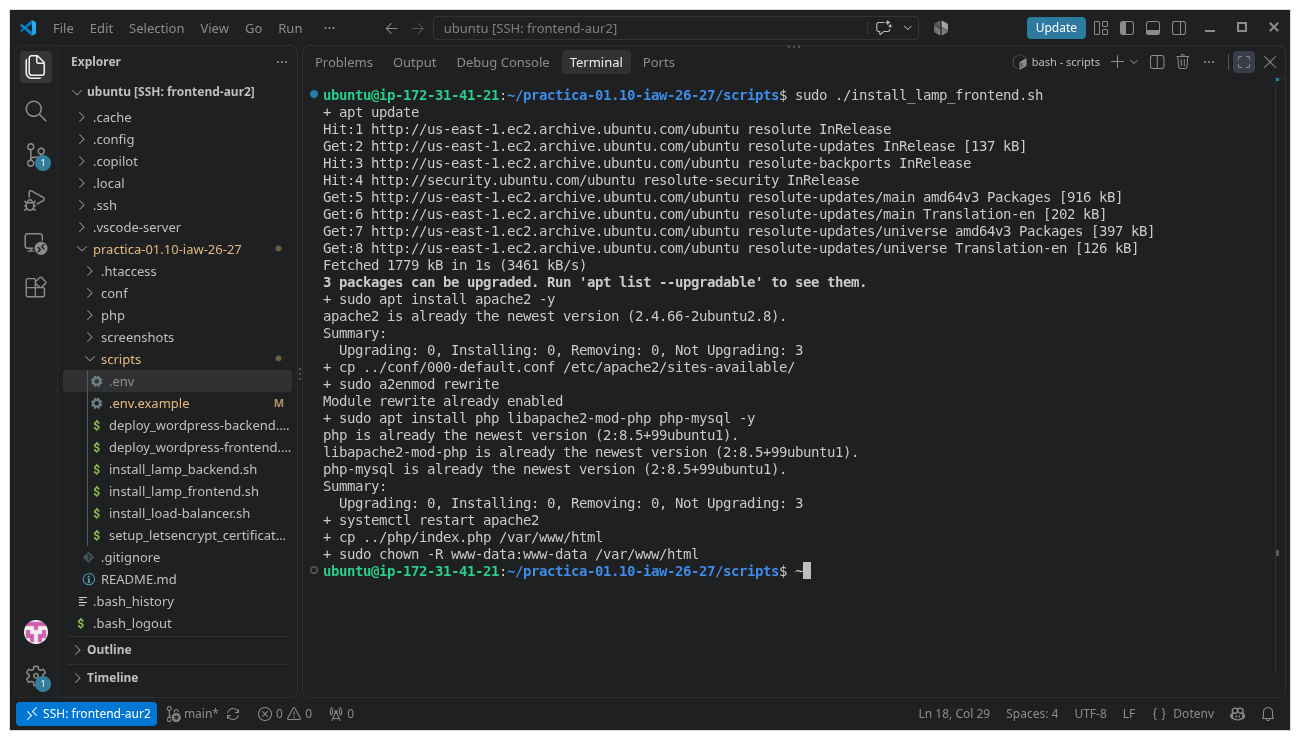 File Edit Selection View Go Run ··· ubuntu [SSH: frontend-aur2] Update
Explorer ···
ubuntu [SSH: frontend-aur2]
.cache
.config
.copilot
.local
.ssh
.vscode-server
practica-01.10-iaw-26-27
.htaccess
conf
php
screenshots
scripts
.env
.env.example M
$ deploy_wordpress-backend....
$ deploy_wordpress-frontend....
$ install_lamp_backend.sh
$ install_lamp_frontend.sh
$ install_load-balancer.sh
$ setup_letsencrypt_certificat...
.gitignore
README.md
.bash_history
$ .bash_logout
Outline
Timeline
1
1
Problems Output Debug Console Terminal Ports bash - scripts ···
ubuntu@ip-172-31-41-21:~/practica-01.10-iaw-26-27/scripts$ sudo ./install_lamp_frontend.sh
+ apt update
Hit:1 http://us-east-1.ec2.archive.ubuntu.com/ubuntu resolute InRelease
Get:2 http://us-east-1.ec2.archive.ubuntu.com/ubuntu resolute-updates InRelease [137 kB]
Hit:3 http://us-east-1.ec2.archive.ubuntu.com/ubuntu resolute-backports InRelease
Hit:4 http://security.ubuntu.com/ubuntu resolute-security InRelease
Get:5 http://us-east-1.ec2.archive.ubuntu.com/ubuntu resolute-updates/main amd64v3 Packages [916 kB]
Get:6 http://us-east-1.ec2.archive.ubuntu.com/ubuntu resolute-updates/main Translation-en [202 kB]
Get:7 http://us-east-1.ec2.archive.ubuntu.com/ubuntu resolute-updates/universe amd64v3 Packages [397 kB]
Get:8 http://us-east-1.ec2.archive.ubuntu.com/ubuntu resolute-updates/universe Translation-en [126 kB]
Fetched 1779 kB in 1s (3461 kB/s)
3 packages can be upgraded. Run 'apt list --upgradable' to see them.
+ sudo apt install apache2 -y
apache2 is already the newest version (2.4.66-2ubuntu2.8).
Summary:
  Upgrading: 0, Installing: 0, Removing: 0, Not Upgrading: 3
+ cp ../conf/000-default.conf /etc/apache2/sites-available/
+ sudo a2enmod rewrite
Module rewrite already enabled
+ sudo apt install php libapache2-mod-php php-mysql -y
php is already the newest version (2:8.5+99ubuntu1).
libapache2-mod-php is already the newest version (2:8.5+99ubuntu1).
php-mysql is already the newest version (2:8.5+99ubuntu1).
Summary:
  Upgrading: 0, Installing: 0, Removing: 0, Not Upgrading: 3
+ systemctl restart apache2
+ cp ../php/index.php /var/www/html
+ sudo chown -R www-data:www-data /var/www/html
ubuntu@ip-172-31-41-21:~/practica-01.10-iaw-26-27/scripts$ ~
SSH: frontend-aur2 main* 0 0 0 Ln 18, Col 29 Spaces: 4 UTF-8 LF { } Dotenv